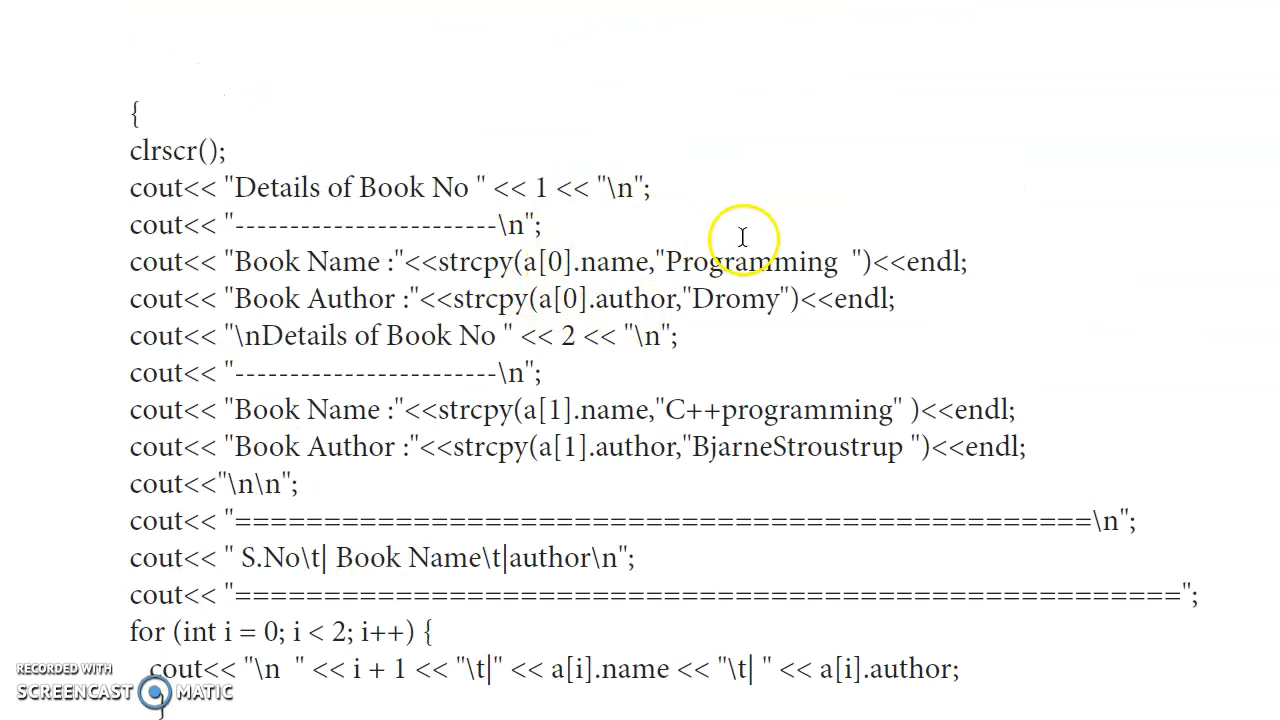 {
clrscr();
cout<< "Details of Book No " << 1 << "\n";
cout<< "------------------------\n";
cout<< "Book Name :"<<strcpy(a[0].name,"Programming  ")<<endl;
cout<< "Book Author :"<<strcpy(a[0].author,"Dromy")<<endl;
cout<< "\nDetails of Book No " << 2 << "\n";
cout<< "------------------------\n";
cout<< "Book Name :"<<strcpy(a[1].name,"C++programming" )<<endl;
cout<< "Book Author :"<<strcpy(a[1].author,"BjarneStroustrup ")<<endl;
cout<<"\n\n";
cout<< "================================================\n";
cout<< " S.No\t| Book Name\t|author\n";
cout<< "=====================================================";
for (int i = 0; i < 2; i++) {
cout<< "\n  " << i + 1 << "\t|" << a[i].name << "\t| " << a[i].author;
}
RECORDED WITH
SCREENCAST MATIC